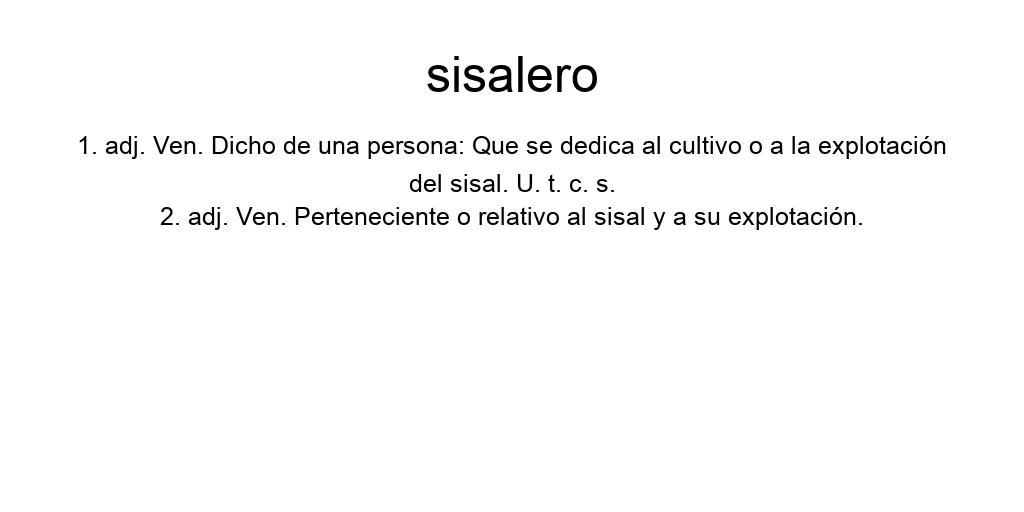 sisalero
1. adj. Ven. Dicho de una persona: Que se dedica al cultivo o a la explotación
del sisal. U. t. c. s.
2. adj. Ven. Perteneciente o relativo al sisal y a su explotación.